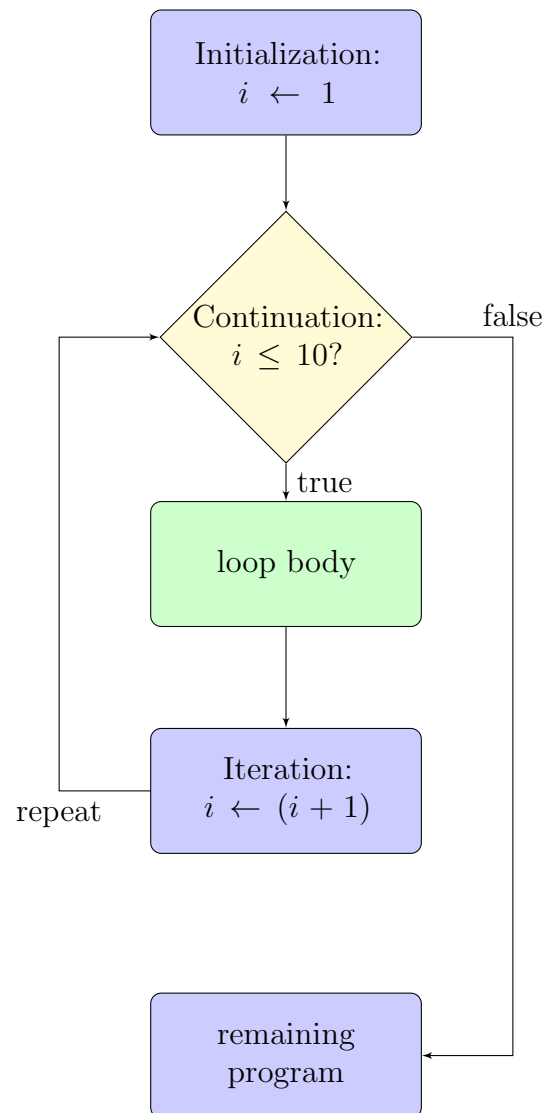 Initialization:
i ← 1
Continuation:
i ≤ 10?
false
true
loop body
Iteration:
i ← (i + 1)
repeat
remaining
program